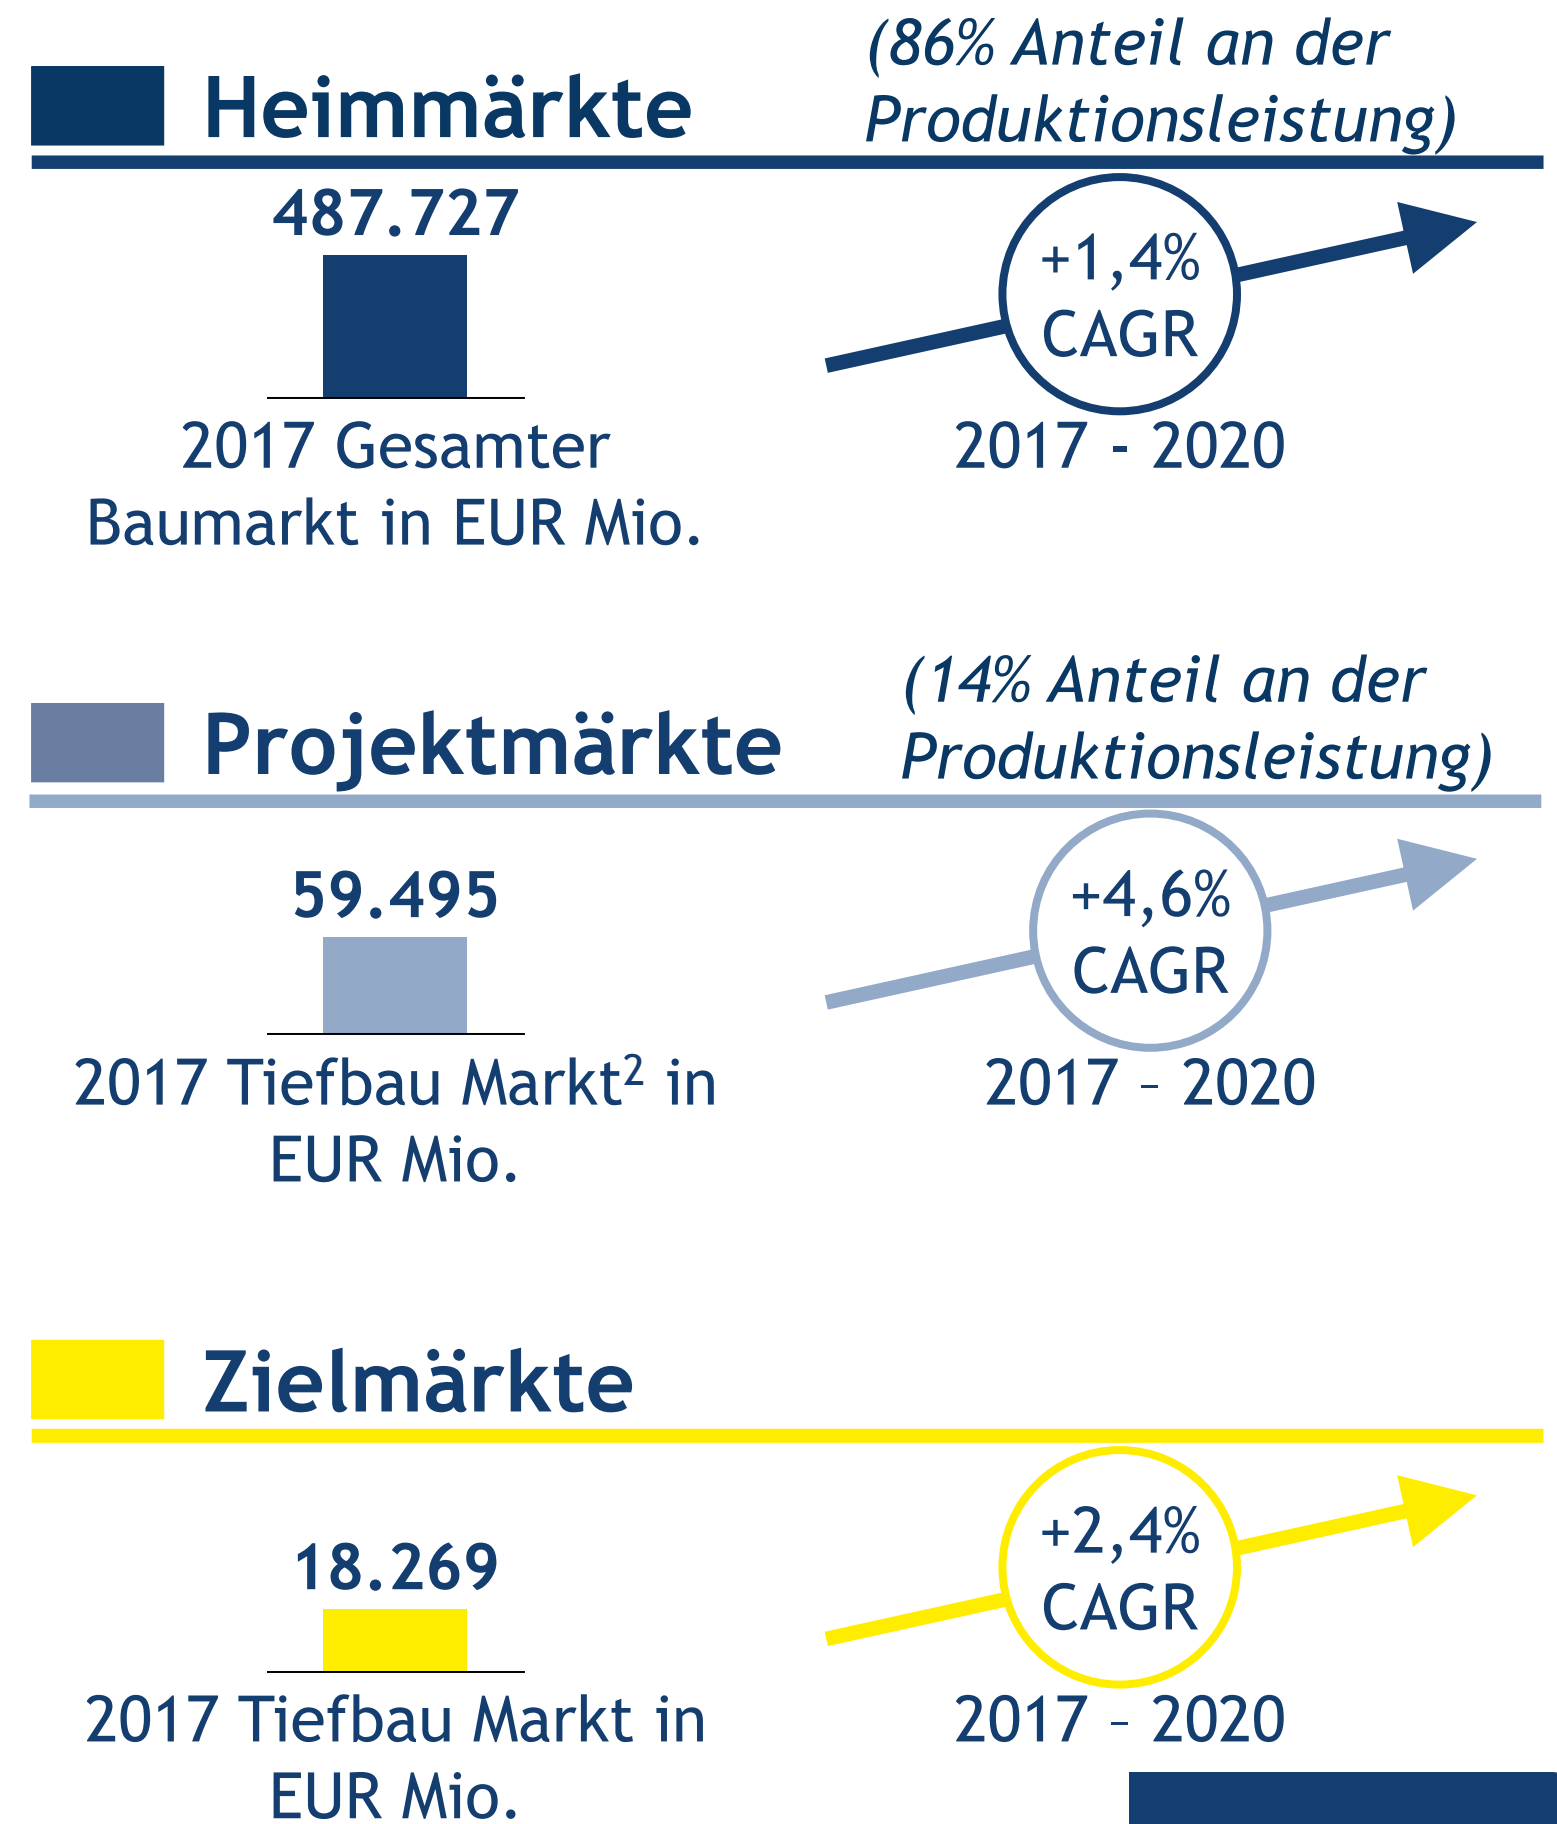 Heimmärkte
(86% Anteil an der
Produktionsleistung)
487.727
2017 Gesamter
Baumarkt in EUR Mio.
+1,4%
CAGR
2017 - 2020
Projektmärkte
(14% Anteil an der
Produktionsleistung)
59.495
2017 Tiefbau Markt² in
EUR Mio.
+4,6%
CAGR
2017 – 2020
Zielmärkte
18.269
2017 Tiefbau Markt in
EUR Mio.
+2,4%
CAGR
2017 – 2020